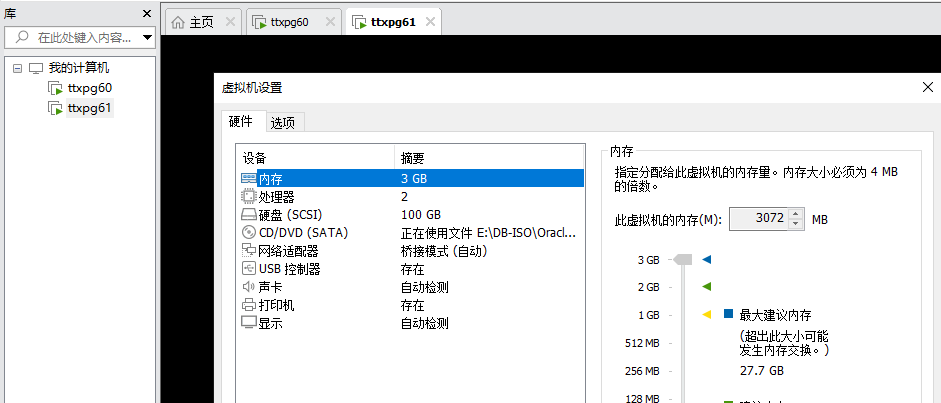 库
主页
ttxpg60
ttxpg61
在此处键入内容...
我的计算机
ttxpg60
ttxpg61
虚拟机设置
硬件
选项
设备 摘要
内存 3 GB
处理器 2
硬盘 (SCSI) 100 GB
CD/DVD (SATA) 正在使用文件 E:\DB-ISO\Oracl...
网络适配器 桥接模式 (自动)
USB 控制器 存在
声卡 自动检测
打印机 存在
显示 自动检测
内存
指定分配给此虚拟机的内存量。内存大小必须为 4 MB
的倍数。
此虚拟机的内存(M): 3072 MB
3 GB
2 GB
1 GB
512 MB
256 MB
128 MB
最大建议内存
(超出此大小可能
发生内存交换。)
27.7 GB